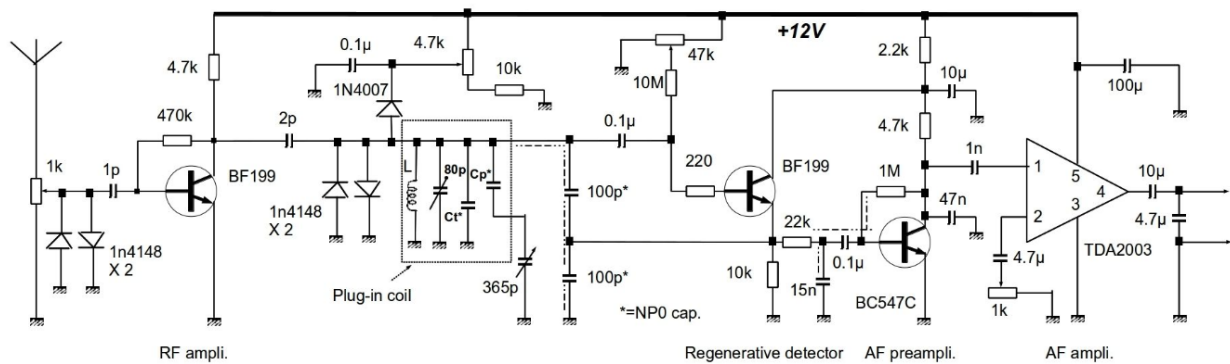 +12V
4.7k
0.1µ
4.7k
10k
47k
2.2k
10µ
100µ
1N4007
10M
470k
2p
0.1µ
4.7k
1k
1p
BF199
L
80p
Cp*
Ct*
100p*
220
BF199
1M
1n
1
5
4
10µ
2
3
47n
4.7µ
1n4148
X 2
1n4148
X 2
22k
0.1µ
4.7µ
TDA2003
Plug-in coil
365p
100p*
10k
15n
BC547C
1k
*=NP0 cap.
RF ampli.
Regenerative detector
AF preampli.
AF ampli.